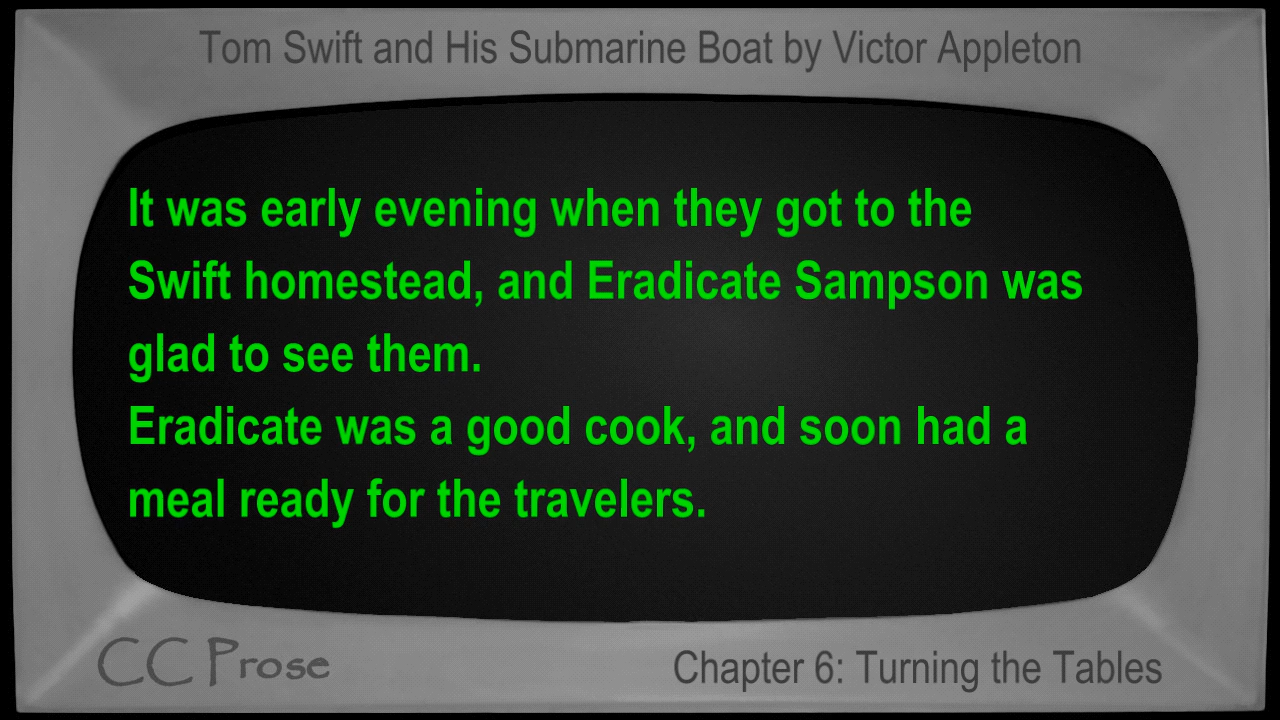 Tom Swift and His Submarine Boat by Victor Appleton
It was early evening when they got to the
Swift homestead, and Eradicate Sampson was
glad to see them.
Eradicate was a good cook, and soon had a
meal ready for the travelers.
CC Prose
Chapter 6: Turning the Tables